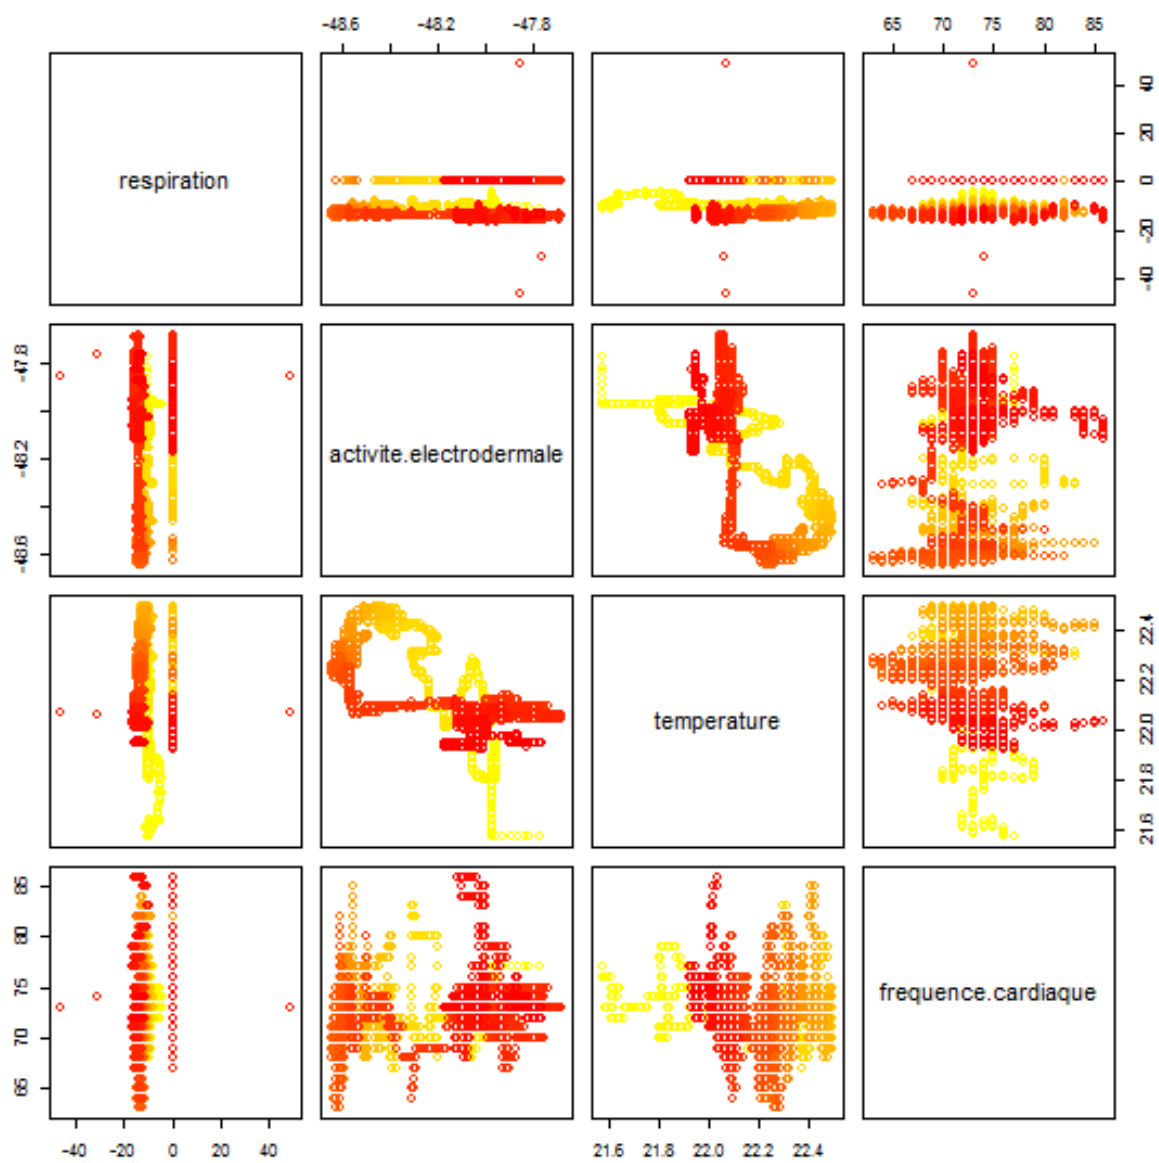 -48.6 -48.2 -47.8
65 70 75 80 85
respiration
40
20
0
-20
-40
-47.8
-48.2
-48.6
activite.electrodermale
temperature
22.4
22.2
22.0
21.8
21.6
85
80
75
70
65
frequence.cardiaque
-40 -20 0 20 40
21.6 21.8 22.0 22.2 22.4